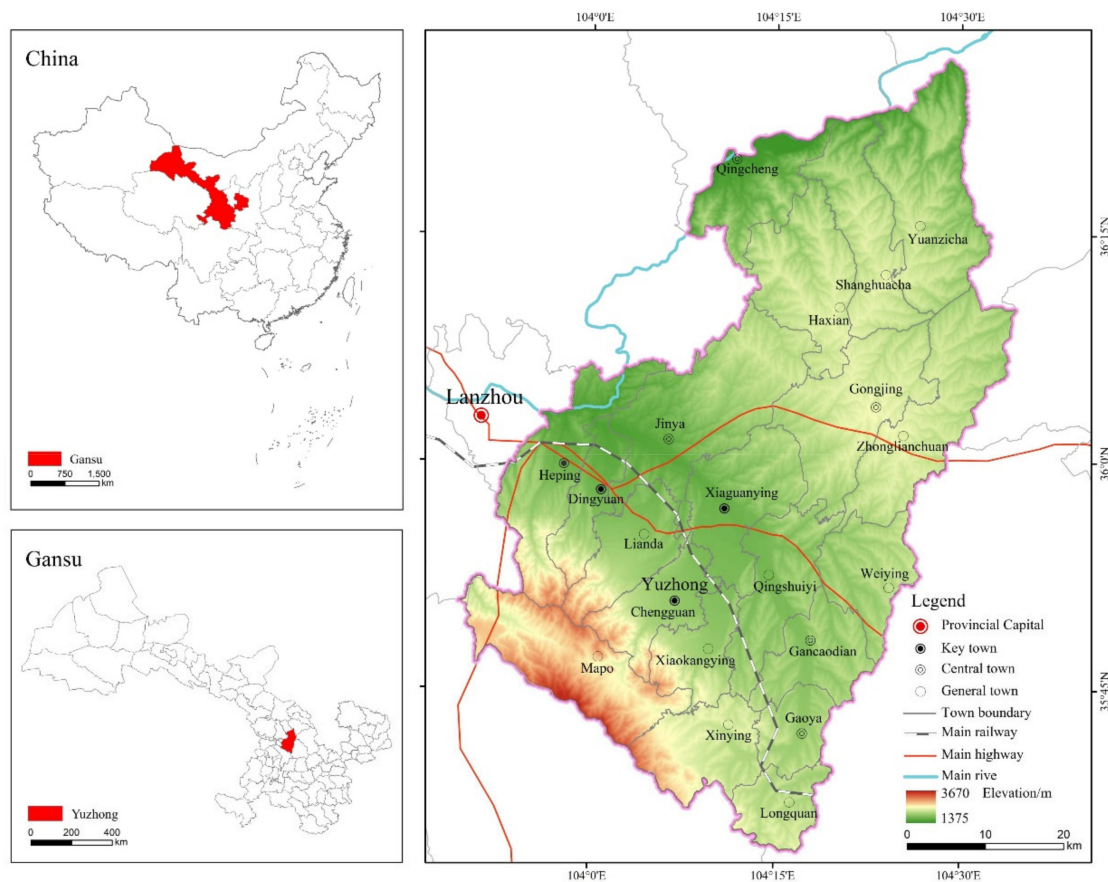 China
Gansu
0 750 1,500
km
Gansu
Yuzhong
0 200 400
km
104°0'E 104°15'E 104°30'E
36°15'N
36°0'N
35°45'N
Qingcheng
Yuanzicha
Shanghuacha
Haxian
Gongjing
Lanzhou
Jinya
Zhonglianchuan
Heping
Dingyuan
Xiaguanying
Lianda
Weiying
Yuzhong
Qingshuiyi
Chengguan
Gancaodian
Mapo
Xiaokangying
Gaoya
Xinying
Longquan
Legend
Provincial Capital
Key town
Central town
General town
Town boundary
Main railway
Main highway
Main rive
3670 Elevation/m
1375
0 10 20
km
104°0'E 104°15'E 104°30'E